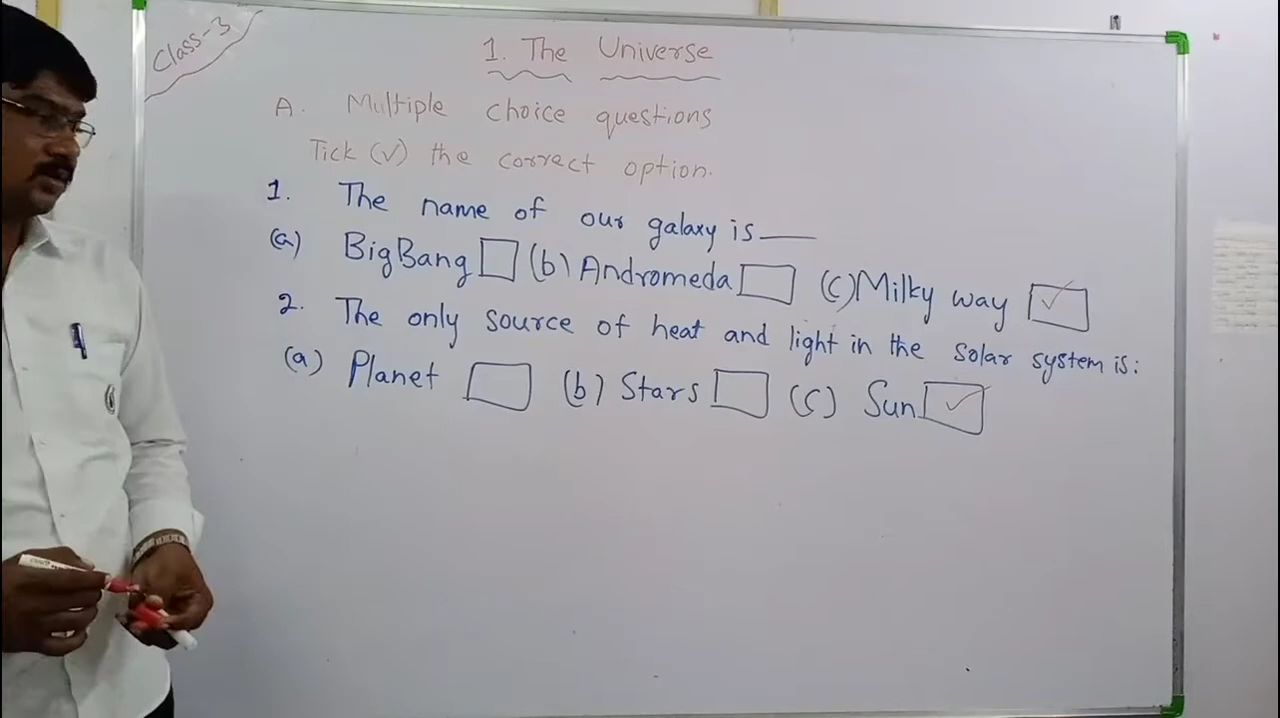 Class-3
1. The Universe
A. Multiple choice questions
Tick (✓) the correct option.
1. The name of our galaxy is ___
(a) BigBang ☐ (b) Andromeda ☐ (c) Milky way ☑
2. The only source of heat and light in the solar system is:
(a) Planet ☐ (b) Stars ☐ (c) Sun ☑